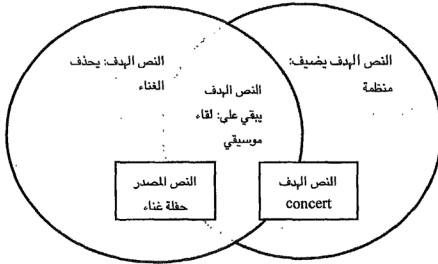 النص الهدف يضيف:
منظمة
النص الهدف: يحذف
الغناء
النص الهدف
يبقي على: لقاء
موسيقي
النص المصدر
حفلة غناء
النص الهدف
concert